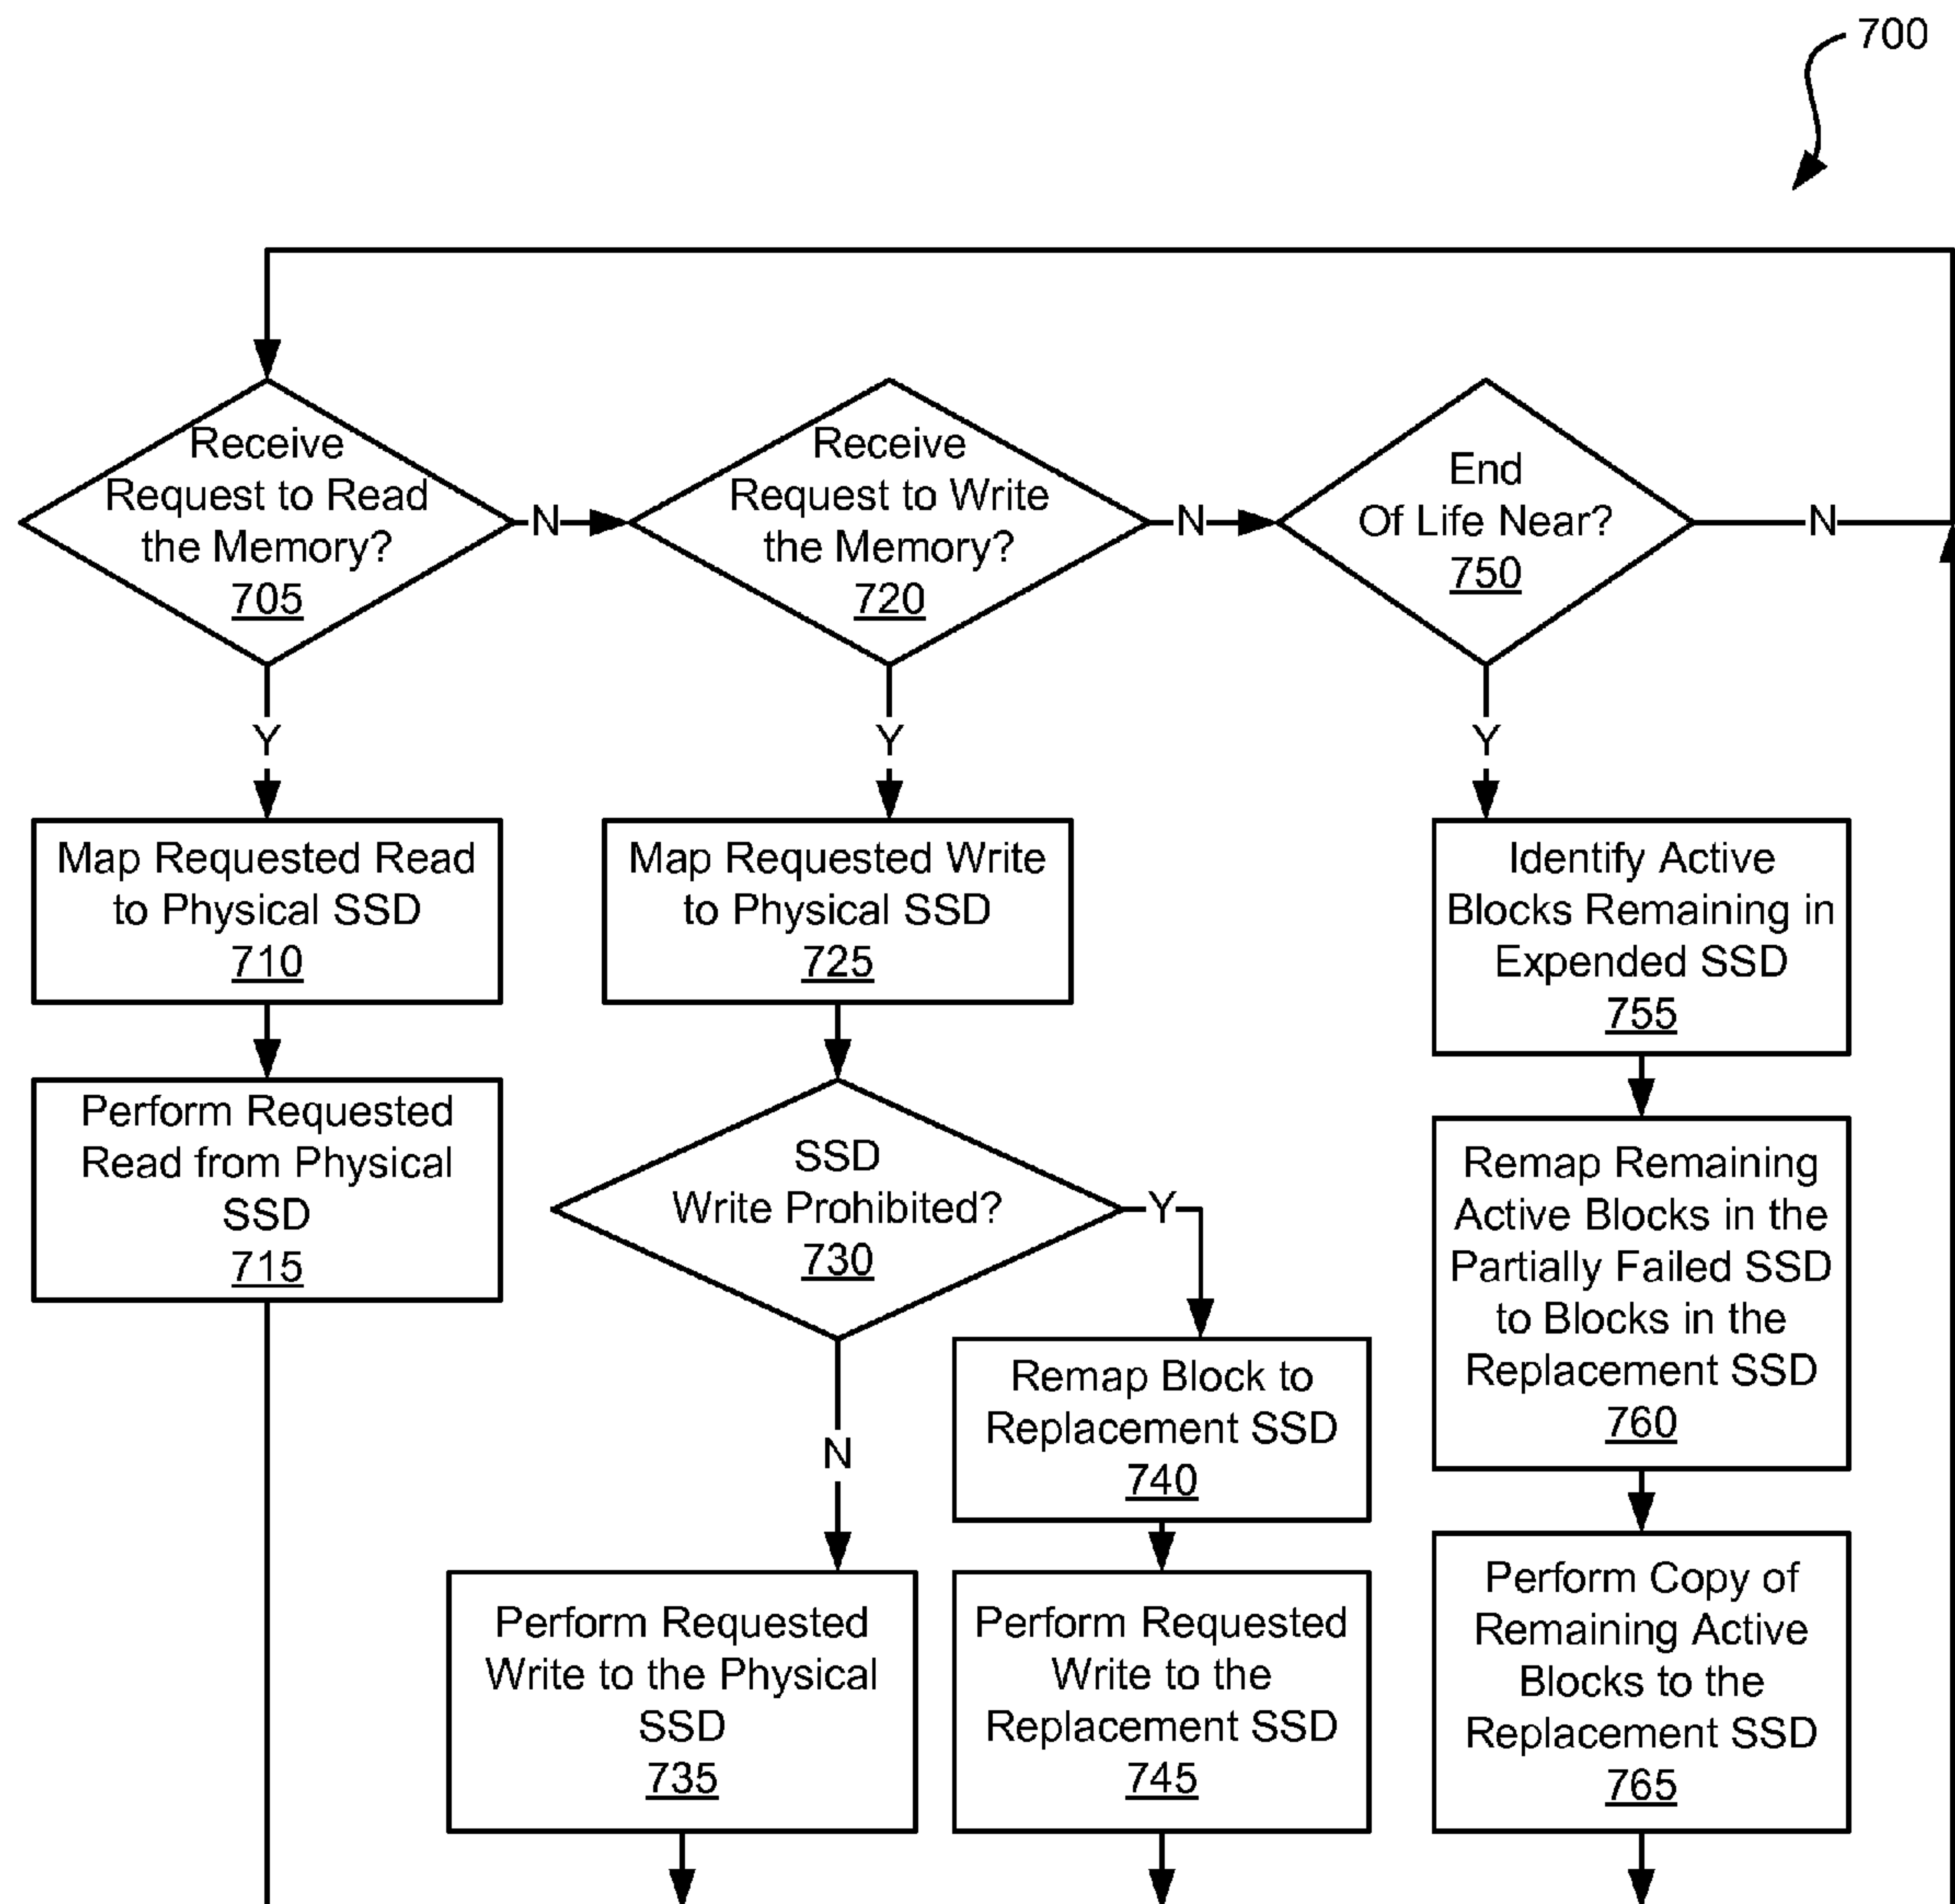 700
Receive
Request to Read
the Memory?
705
N
Receive
Request to Write
the Memory?
720
N
End
Of Life Near?
750
N
Y
Y
Y
Map Requested Read
to Physical SSD
710
Map Requested Write
to Physical SSD
725
Identify Active
Blocks Remaining in
Expended SSD
755
Perform Requested
Read from Physical
SSD
715
SSD
Write Prohibited?
730
Y
N
Remap Remaining
Active Blocks in the
Partially Failed SSD
to Blocks in the
Replacement SSD
760
Remap Block to
Replacement SSD
740
Perform Requested
Write to the Physical
SSD
735
Perform Requested
Write to the
Replacement SSD
745
Perform Copy of
Remaining Active
Blocks to the
Replacement SSD
765